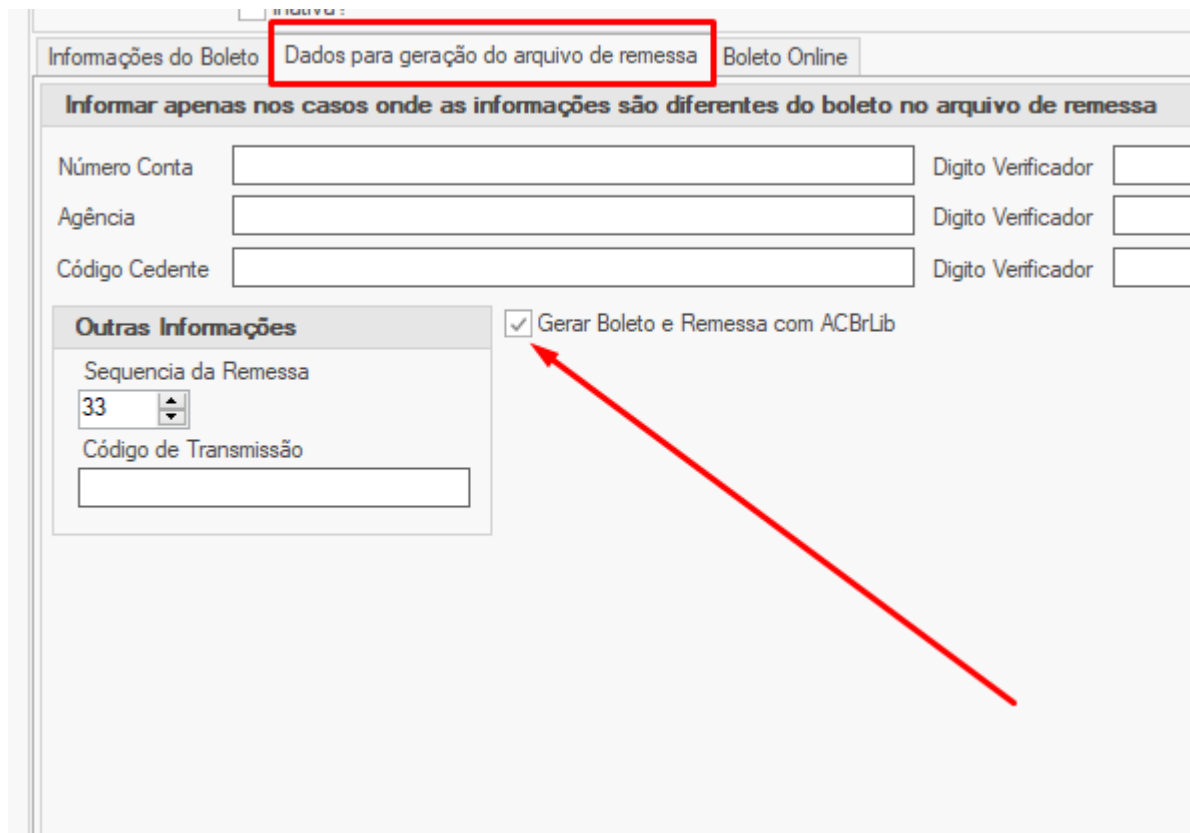 Inativa?
Informações do Boleto Dados para geração do arquivo de remessa Boleto Online
Informar apenas nos casos onde as informações são diferentes do boleto no arquivo de remessa
Número Conta Digito Verificador
Agência Digito Verificador
Código Cedente Digito Verificador
Outras Informações Gerar Boleto e Remessa com ACBrLib
Sequencia da Remessa
33
Código de Transmissão